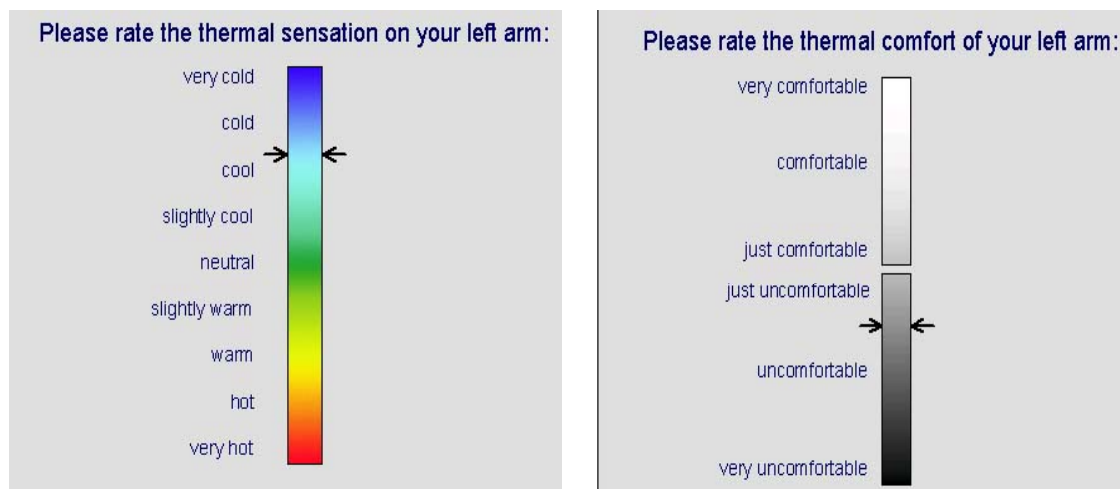 Please rate the thermal sensation on your left arm:
very cold
cold
cool
slightly cool
neutral
slightly warm
warm
hot
very hot
Please rate the thermal comfort of your left arm:
very comfortable
comfortable
just comfortable
just uncomfortable
uncomfortable
very uncomfortable